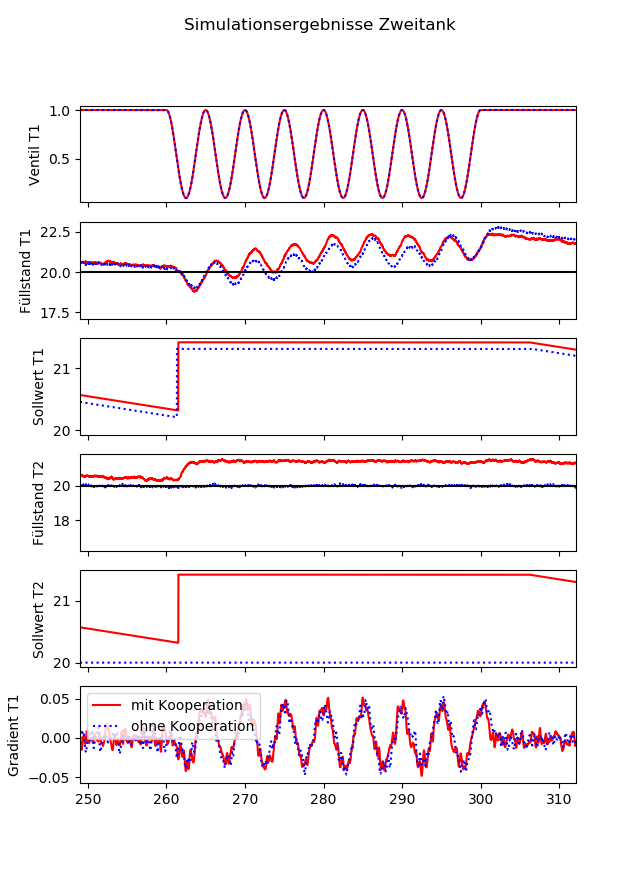 Simulationsergebnisse Zweitank
Ventil T1
1.0
0.5
Füllstand T1
22.5
20.0
17.5
Sollwert T1
21
20
Füllstand T2
20
18
Sollwert T2
21
20
Gradient T1
0.05
0.00
−0.05
mit Kooperation
ohne Kooperation
250 260 270 280 290 300 310